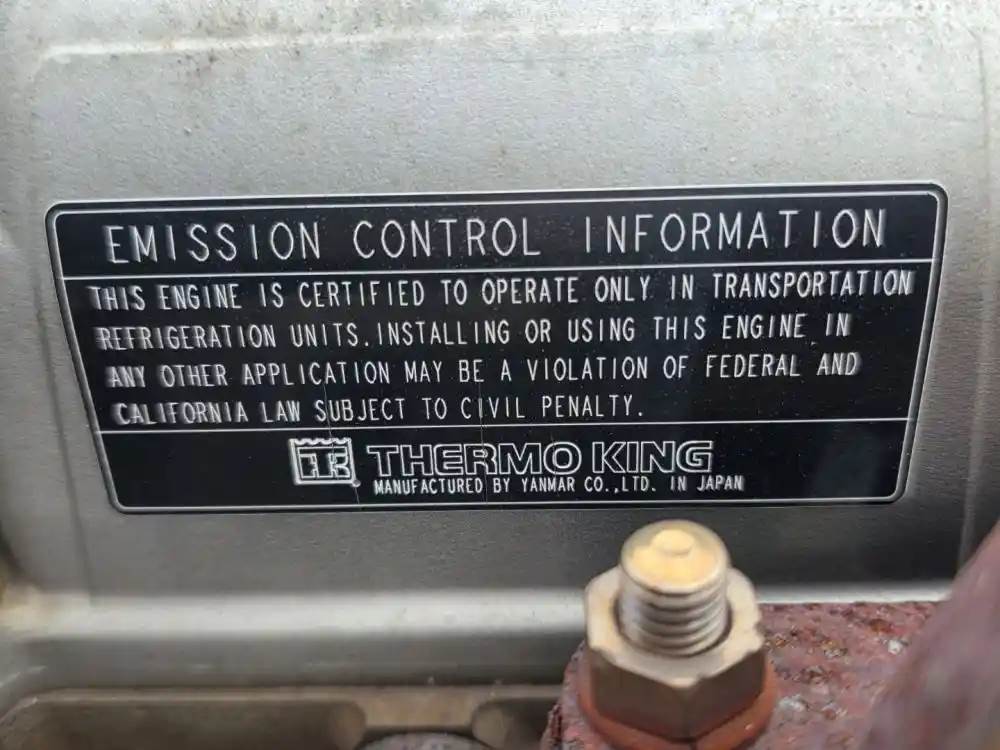 EMISSION CONTROL INFORMATION
THIS ENGINE IS CERTIFIED TO OPERATE ONLY IN TRANSPORTATION
REFRIGERATION UNITS. INSTALLING OR USING THIS ENGINE IN
ANY OTHER APPLICATION MAY BE A VIOLATION OF FEDERAL AND
CALIFORNIA LAW SUBJECT TO CIVIL PENALTY.
TK® THERMO KING
MANUFACTURED BY YANMAR CO.,LTD. IN JAPAN